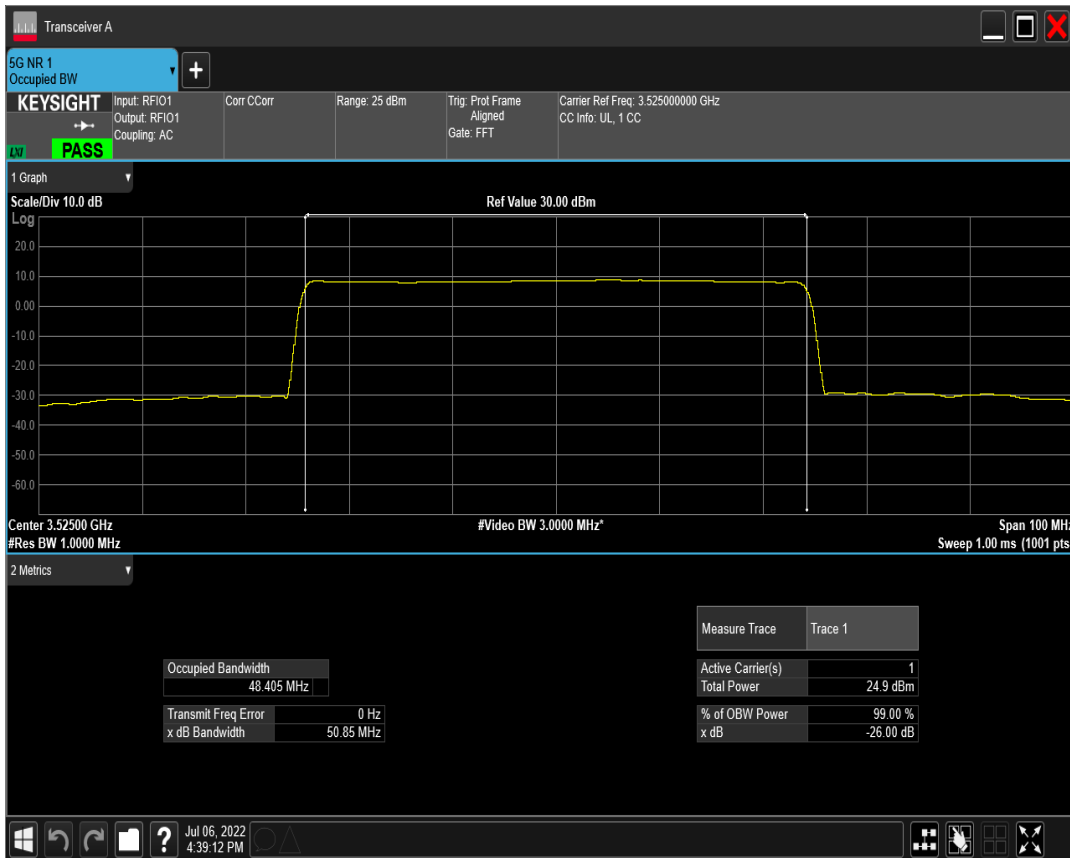 Transceiver A
5G NR 1
Occupied BW
+
KEYSIGHT
LXI
PASS
Input: RFIO1
Output: RFIO1
Coupling: AC
Corr CCorr
Range: 25 dBm
Trig: Prot Frame
Aligned
Gate: FFT
Carrier Ref Freq: 3.525000000 GHz
CC Info: UL, 1 CC
1 Graph
Scale/Div 10.0 dB
Ref Value 30.00 dBm
Log
20.0
10.0
0.00
-10.0
-20.0
-30.0
-40.0
-50.0
-60.0
Center 3.52500 GHz
#Video BW 3.0000 MHz*
Span 100 MHz
#Res BW 1.0000 MHz
Sweep 1.00 ms (1001 pts
2 Metrics
Measure Trace Trace 1
Occupied Bandwidth
48.405 MHz
Active Carrier(s) 1
Total Power 24.9 dBm
Transmit Freq Error 0 Hz
x dB Bandwidth 50.85 MHz
% of OBW Power 99.00 %
x dB -26.00 dB
?
Jul 06, 2022
4:39:12 PM